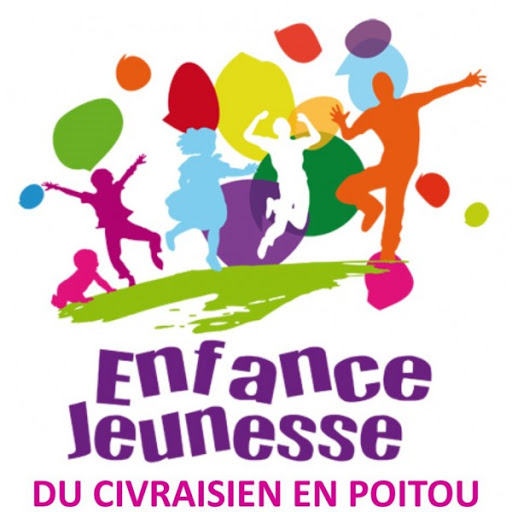 Enfance
Jeunesse
DU CIVRAISIEN EN POITOU